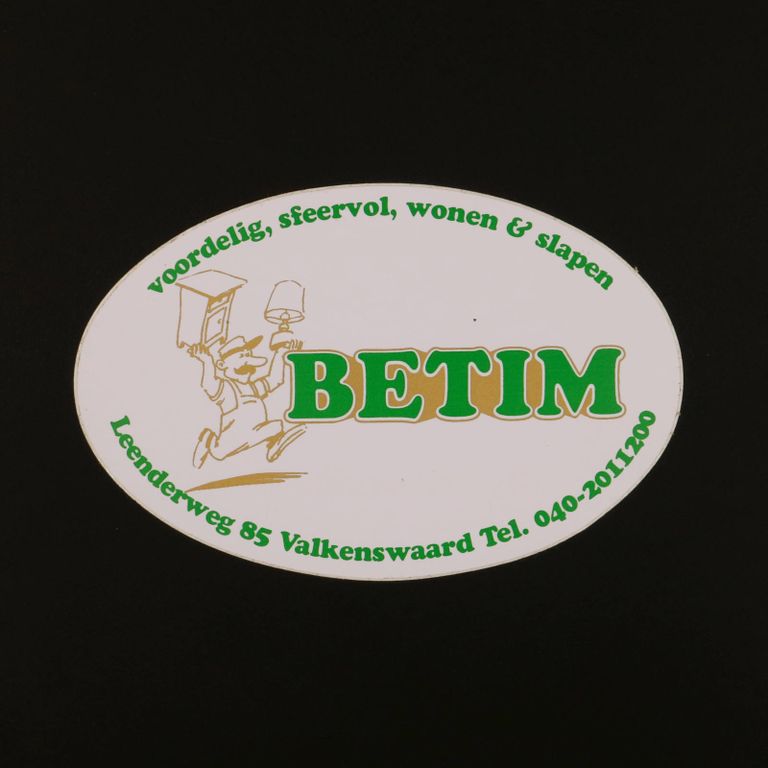 voordelig, sfeervol, wonen & slapen
BETIM
Leenderweg 85 Valkenswaard Tel. 040-2011200